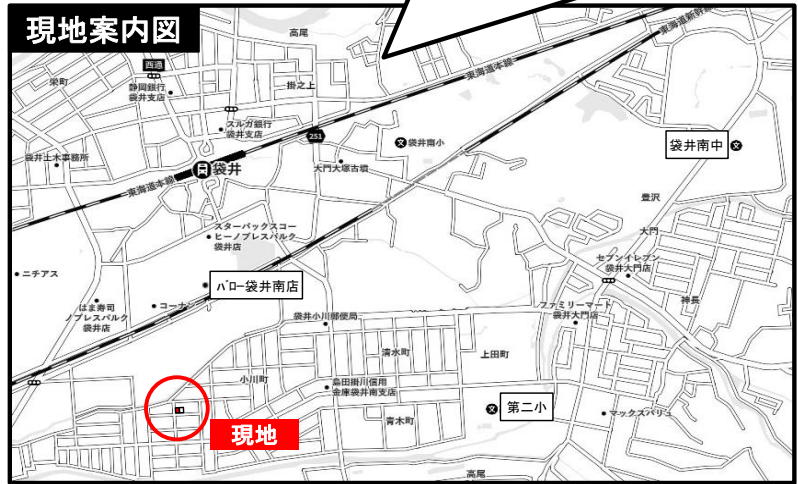 現地案内図
高尾
東海道新幹線
西通
栄町
静岡銀行
袋井支店
掛之上
東海道本線
スルガ銀行
袋井支店
251
袋井南小
袋井南中
袋井土木事務所
袋井
大門大塚古墳
東海道本線
豊沢
スターバックスコー
ヒーノブレスパルク
袋井店
大門
セブンイレブン
袋井大門店
ニチアス
バロー袋井南店
神長
はま寿司
ノブレスパルク
袋井店
コーナン
ファミリーマート
袋井大門店
袋井小川郵便局
清水町
上田町
小川町
島田掛川信用
金庫袋井南支店
第二小
マックスバリュ
青木町
現地
高尾